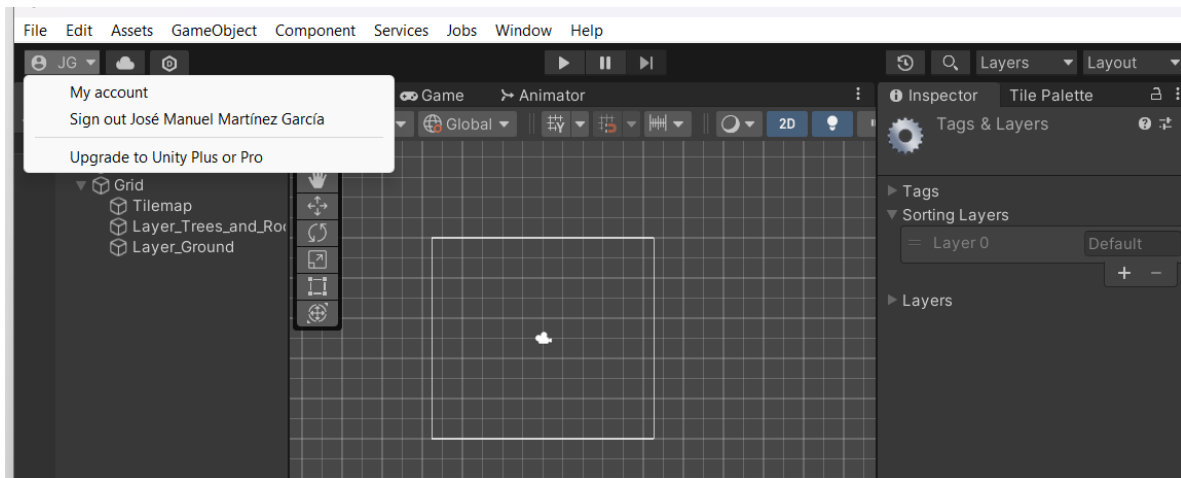 File Edit Assets GameObject Component Services Jobs Window Help
JG Layers Layout
My account
Sign out José Manuel Martínez García
Upgrade to Unity Plus or Pro
Game Animator Inspector Tile Palette
Global 2D Tags & Layers
Grid
Tilemap
Layer_Trees_and_Roc
Layer_Ground
Tags
Sorting Layers
Layer 0 Default
Layers